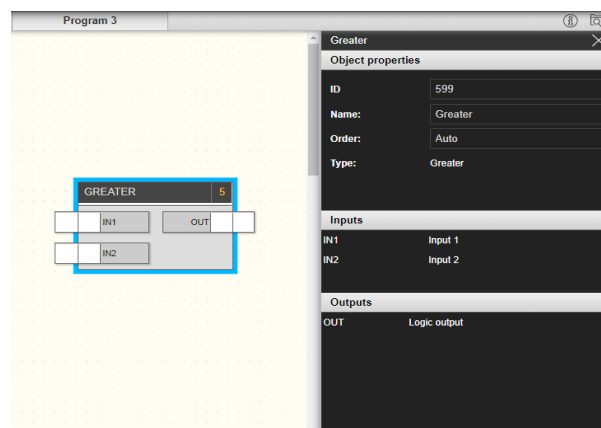 Program 3
Greater
Object properties
ID 599
Name: Greater
Order: Auto
Type: Greater
GREATER 5
IN1 OUT
IN2
Inputs
IN1 Input 1
IN2 Input 2
Outputs
OUT Logic output